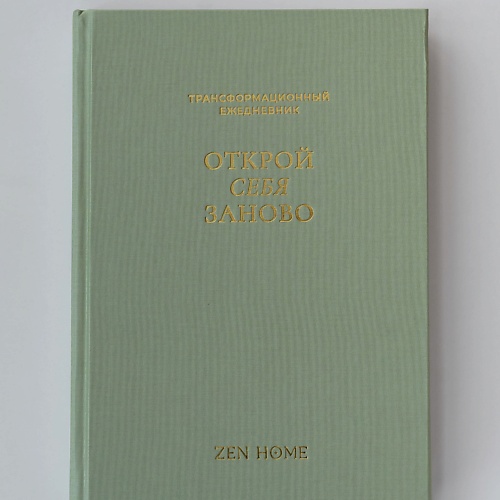 ТРАНСФОРМАЦИОННЫЙ
ЕЖЕДНЕВНИК
ОТКРОЙ
СЕБЯ
ЗАНОВО
ZEN HOME